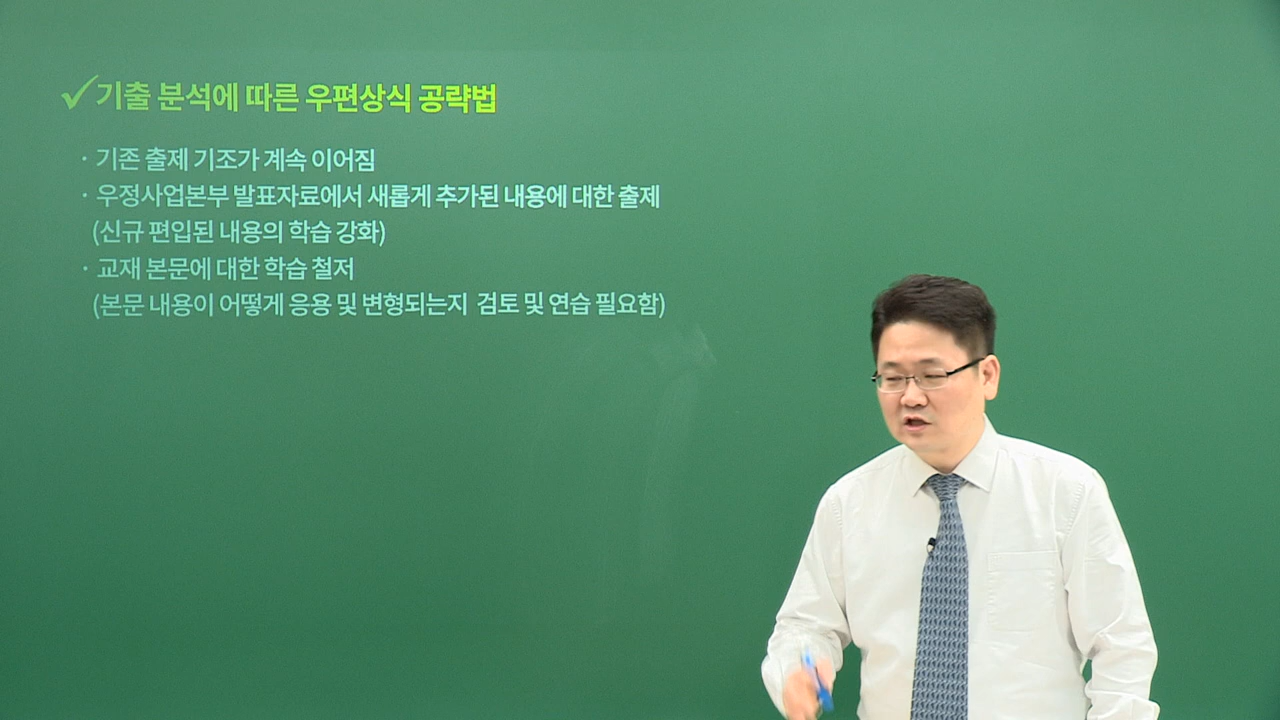 ✓기출 분석에 따른 우편상식 공략법
· 기존 출제 기조가 계속 이어짐
· 우정사업본부 발표자료에서 새롭게 추가된 내용에 대한 출제
(신규 편입된 내용의 학습 강화)
· 교재 본문에 대한 학습 철저
(본문 내용이 어떻게 응용 및 변형되는지 검토 및 연습 필요함)